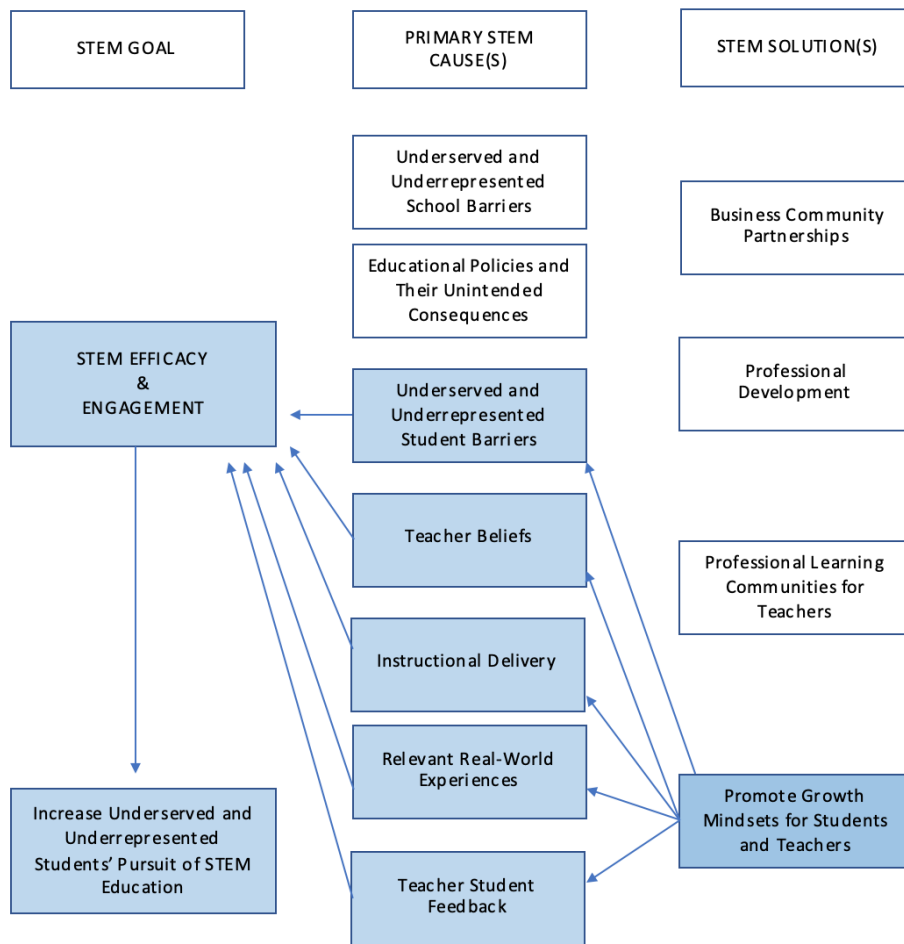 STEM GOAL
PRIMARY STEM
CAUSE(S)
STEM SOLUTION(S)
Underserved and
Underrepresented
School Barriers
Educational Policies and
Their Unintended
Consequences
STEM EFFICACY
&
ENGAGEMENT
Underserved and
Underrepresented
Student Barriers
Teacher Beliefs
Instructional Delivery
Relevant Real-World
Experiences
Teacher Student
Feedback
Increase Underserved and
Underrepresented
Students’ Pursuit of STEM
Education
Business Community
Partnerships
Professional
Development
Professional Learning
Communities for
Teachers
Promote Growth
Mindsets for Students
and Teachers